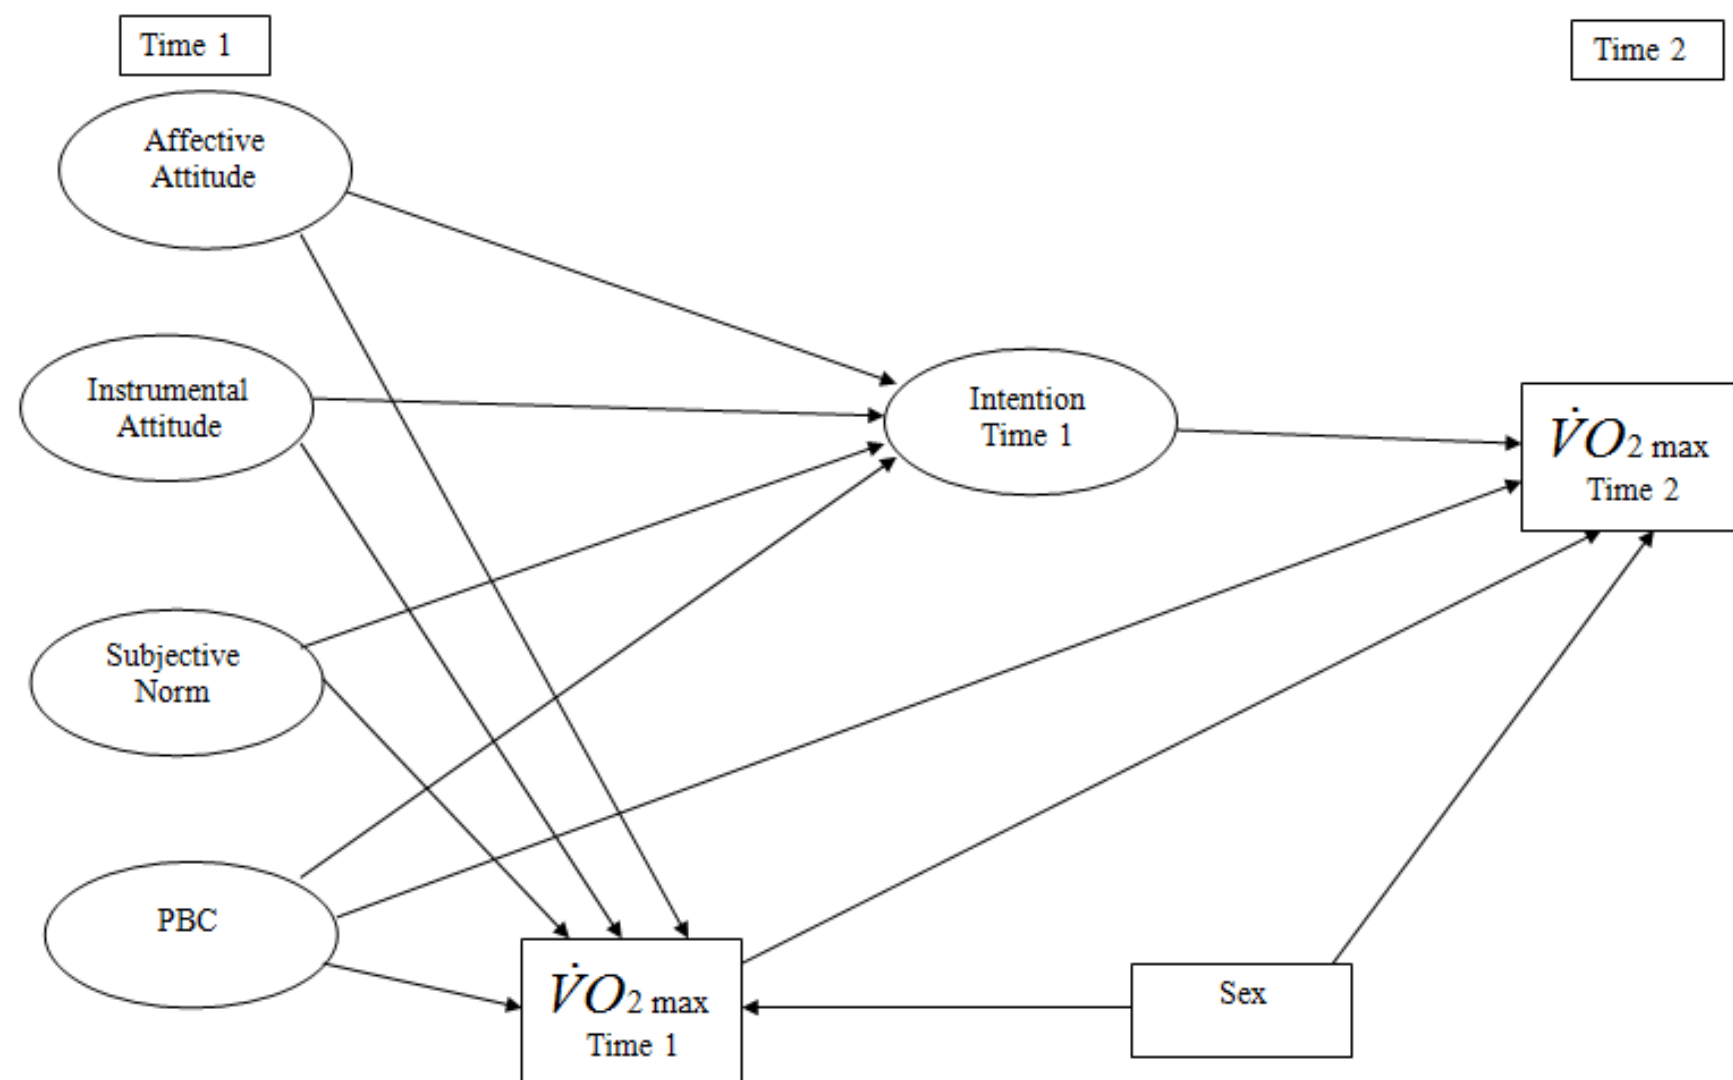 Time 1
Time 2
Affective
Attitude
Instrumental
Attitude
Intention
Time 1
V̇O2 max
Time 2
Subjective
Norm
PBC
V̇O2 max
Time 1
Sex